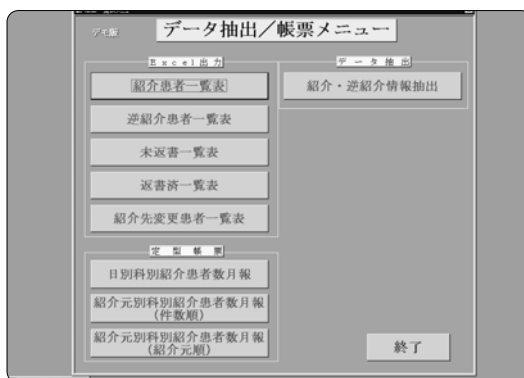 デモ版
データ抽出／帳票メニュー
Excel出力
紹介患者一覧表
逆紹介患者一覧表
未返書一覧表
返書済一覧表
紹介先変更患者一覧表
データ抽出
紹介・逆紹介情報抽出
定型帳票
日別科別紹介患者数月報
紹介元別科別紹介患者数月報
(件数順)
紹介元別科別紹介患者数月報
(紹介元順)
終了